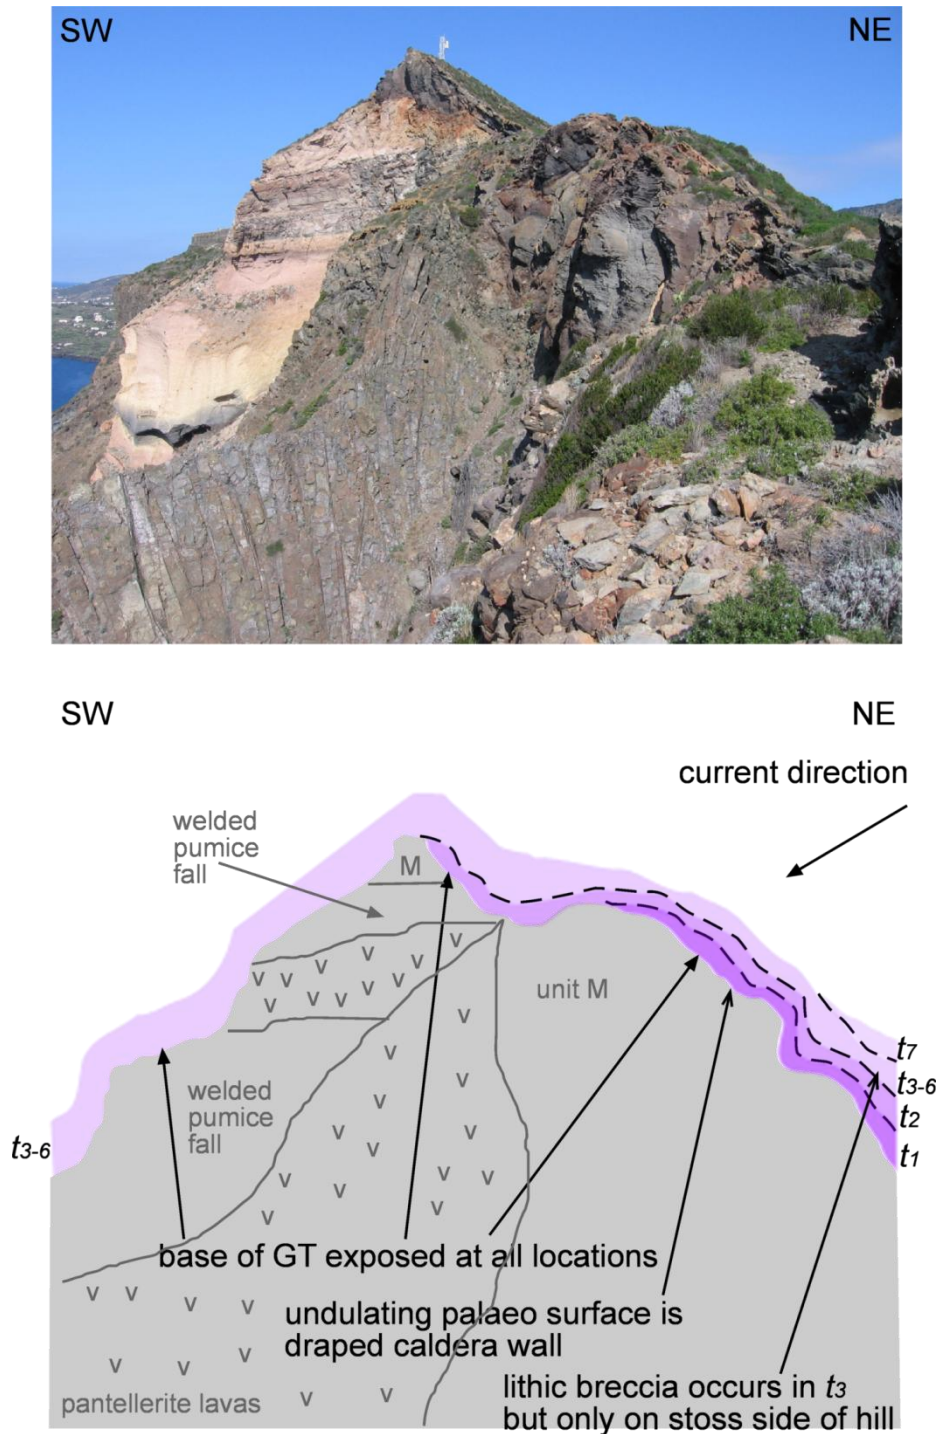 SW
NE
SW
NE
current direction
welded
pumice
fall
M
v v v v v
v v v v v
v
unit M
v
t7
v
t3-6
welded
pumice
fall
v
t2
v v
t3-6
t1
v v v
v v
base of GT exposed at all locations
v v v v
undulating palaeo surface is
draped caldera wall
v v v
lithic breccia occurs in t3
pantellerite lavas
v v
but only on stoss side of hill